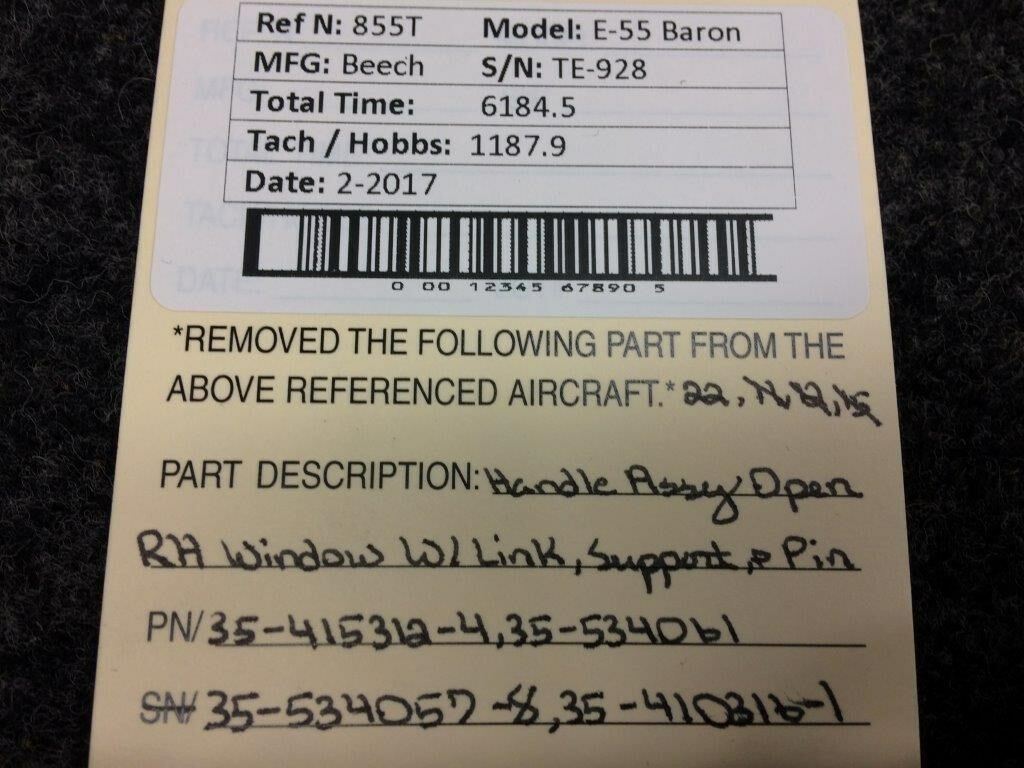 Ref N: 855T Model: E-55 Baron
MFG: Beech S/N: TE-928
Total Time: 6184.5
Tach / Hobbs: 1187.9
Date: 2-2017
0 00 12345 67890 5
*REMOVED THE FOLLOWING PART FROM THE
ABOVE REFERENCED AIRCRAFT.* 22,
PART DESCRIPTION: Handle Assy Open
RH Window W/ Link, Support, & Pin
PN/ 35-415312-4, 35-534061
SN/ 35-534057-8, 35-410316-1